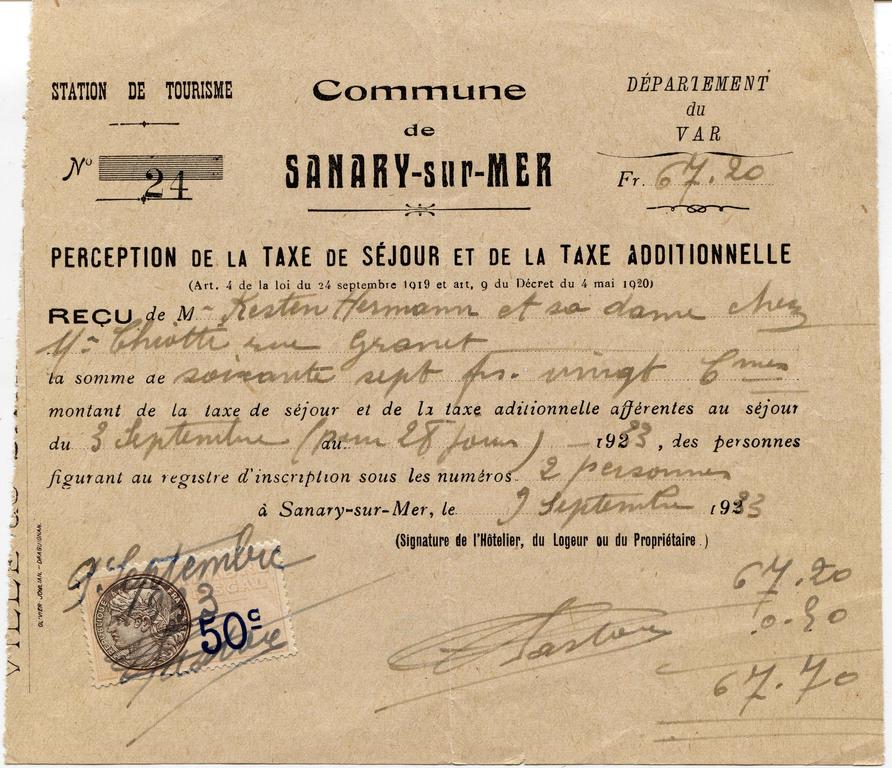 STATION DE TOURISME
Commune
de
SANARY-sur-MER
DÉPARTEMENT
du
VAR
Nº 24
Fr. 67.20
PERCEPTION DE LA TAXE DE SÉJOUR ET DE LA TAXE ADDITIONNELLE
(Art. 4 de la loi du 24 septembre 1919 et art, 9 du Décret du 4 mai 1920)
REÇU de Mr Kesten Hermann et sa dame chez
Mr Chiotti rue Granet
la somme de soixante sept frs. vingt Cmes
montant de la taxe de séjour et de la taxe aditionnelle afférentes au séjour
du 3 Septembre (pour 28 jours) au 1933, des personnes
figurant au registre d'inscription sous les numéros 2 personnes
à Sanary-sur-Mer, le 9 Septembre 1933
(Signature de l'Hôtelier, du Logeur ou du Propriétaire.)
9 Septembre
1933
50c
67.20
0.50
67.70